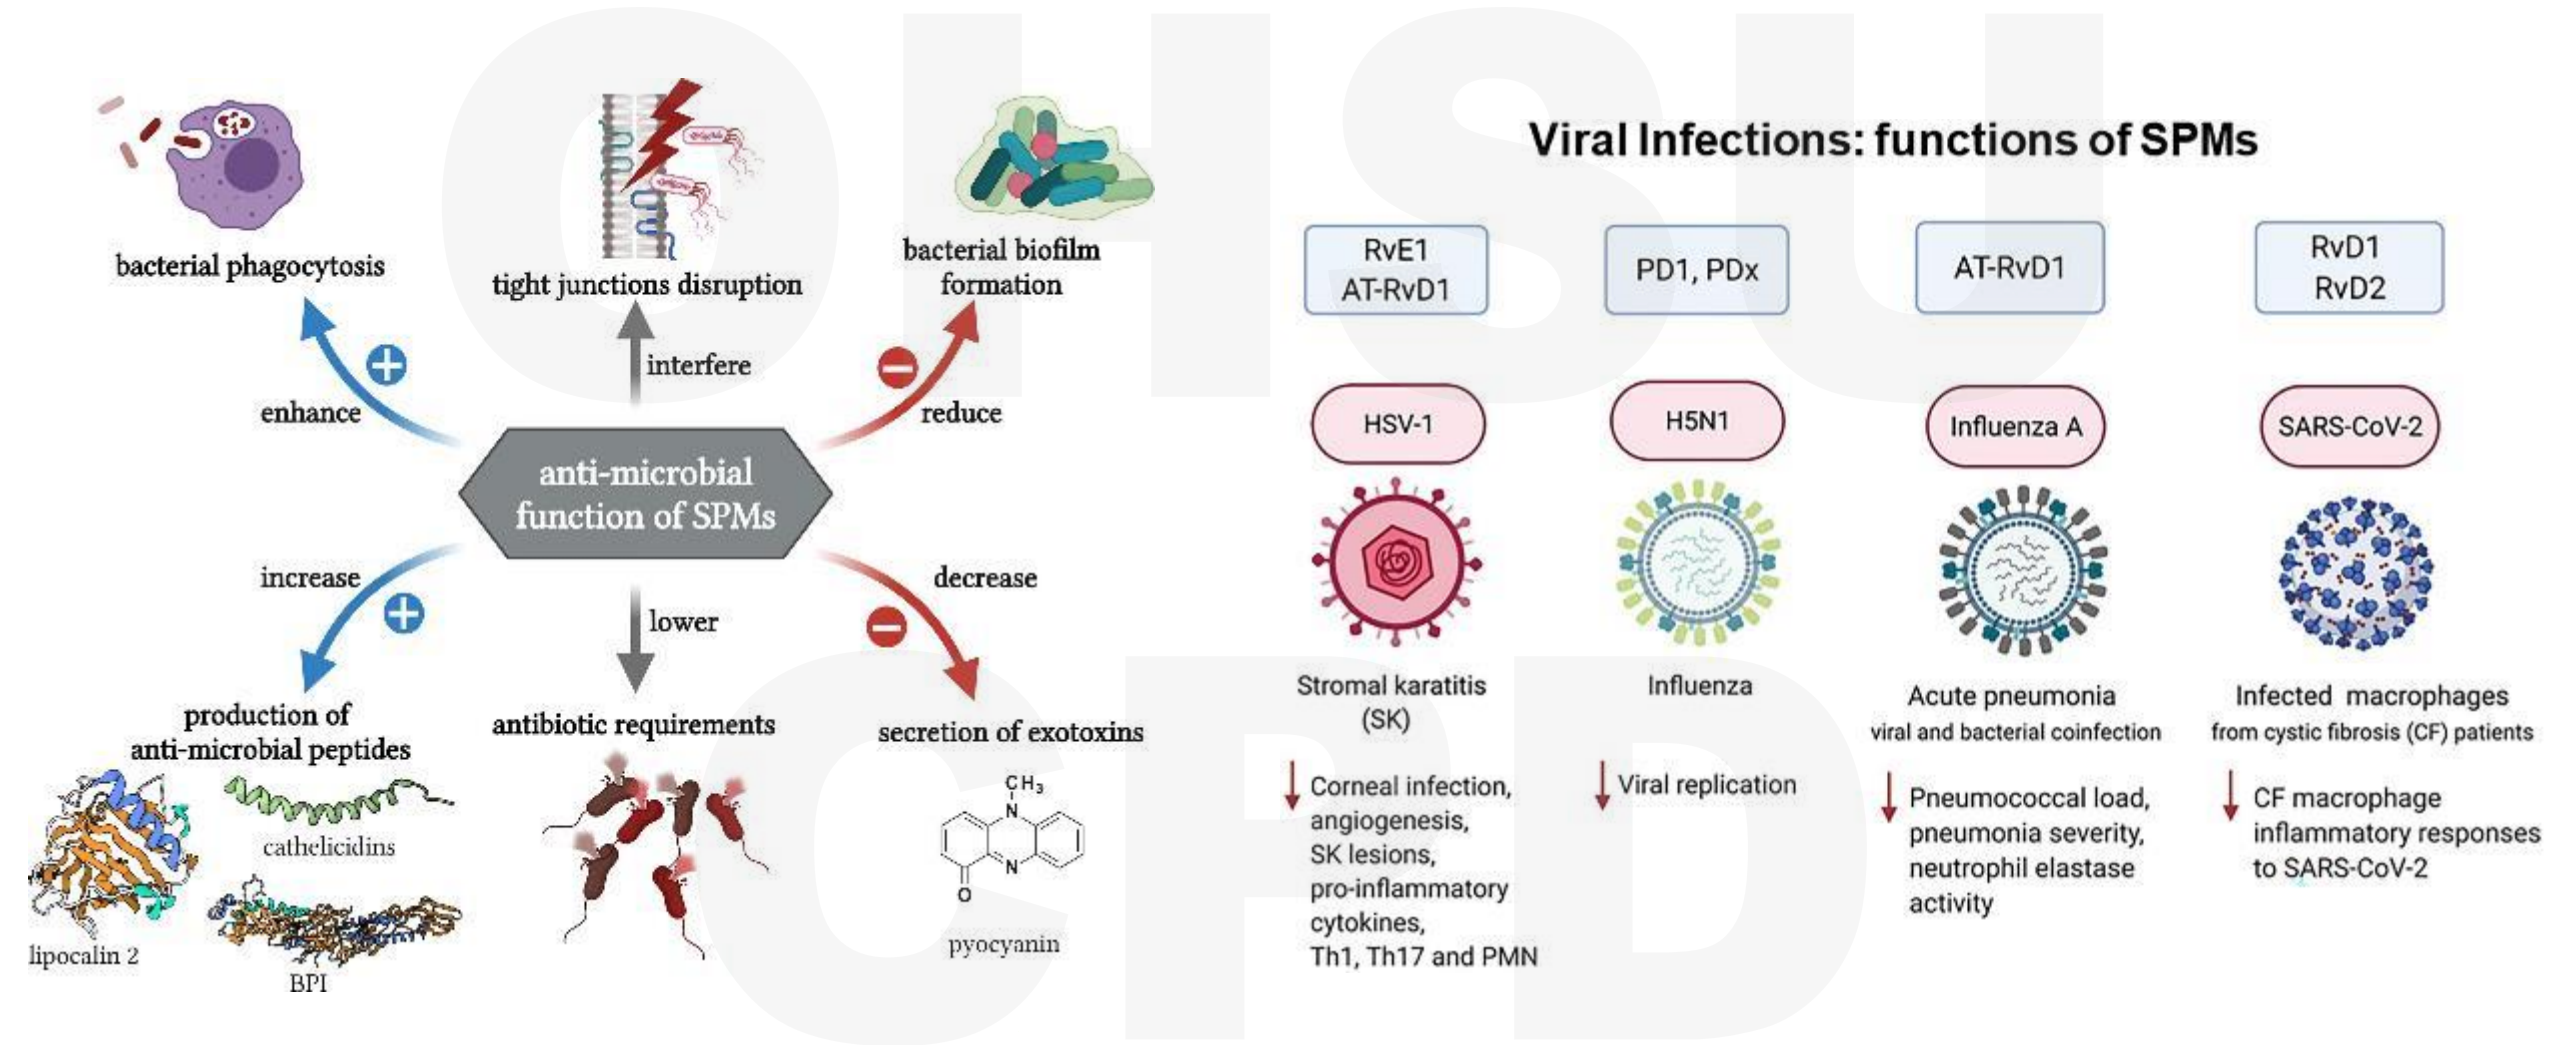 OHSU
CPD
bacterial phagocytosis
tight junctions disruption
bacterial biofilm
formation
enhance
interfere
reduce
anti-microbial
function of SPMs
increase
lower
decrease
production of
anti-microbial peptides
antibiotic requirements
secretion of exotoxins
cathelicidins
lipocalin 2
BPI
CH3
N
N
O
pyocyanin
Viral Infections: functions of SPMs
RvE1
AT-RvD1
PD1, PDx
AT-RvD1
RvD1
RvD2
HSV-1
H5N1
Influenza A
SARS-CoV-2
Stromal karatitis
(SK)
Corneal infection,
angiogenesis,
SK lesions,
pro-inflammatory
cytokines,
Th1, Th17 and PMN
Influenza
Viral replication
Acute pneumonia
viral and bacterial coinfection
Pneumococcal load,
pneumonia severity,
neutrophil elastase
activity
Infected macrophages
from cystic fibrosis (CF) patients
CF macrophage
inflammatory responses
to SARS-CoV-2